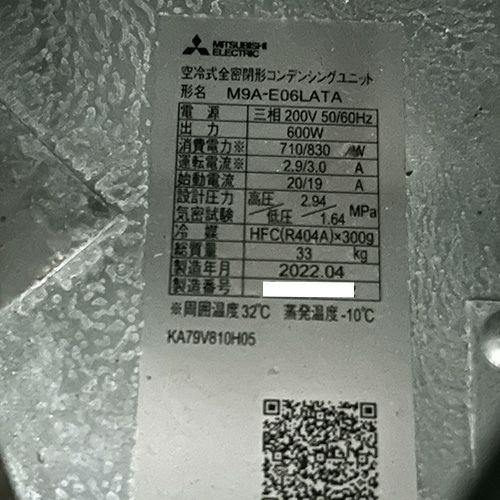 MITSUBISHI
ELECTRIC
空冷式全密閉形コンデンシングユニット
形名 M9A-E06LATA
電源 三相 200V 50/60Hz
出力 600W
消費電力※ 710/830 W
運転電流※ 2.9/3.0 A
始動電流 20/19 A
設計圧力 高圧 2.94
気密試験 低圧 1.64 MPa
冷媒 HFC(R404A)×300g
総質量 33 kg
製造年月 2022.04
製造番号
※周囲温度32℃ 蒸発温度-10℃
KA79V810H05